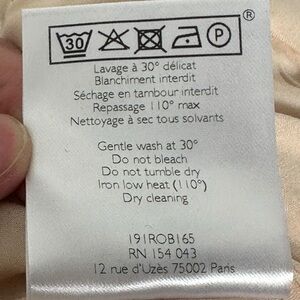 ®
30 P
Lavage à 30° délicat
Blanchiment interdit
Séchage en tambour interdit
Repassage 110° max
Nettoyage à sec tous solvants
Gentle wash at 30°
Do not bleach
Do not tumble dry
Iron low heat (110°)
Dry cleaning
191ROB165
RN 154 043
12 rue d'Uzès 75002 Paris